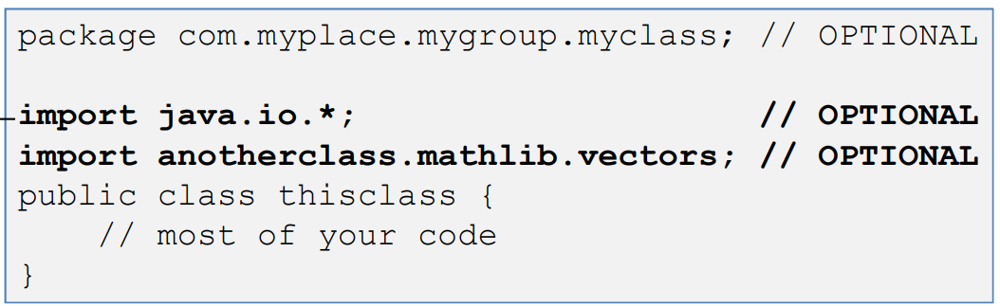 package com.myplace.mygroup.myclass; // OPTIONAL
import java.io.*; // OPTIONAL
import anotherclass.mathlib.vectors; // OPTIONAL
public class thisclass {
// most of your code
}